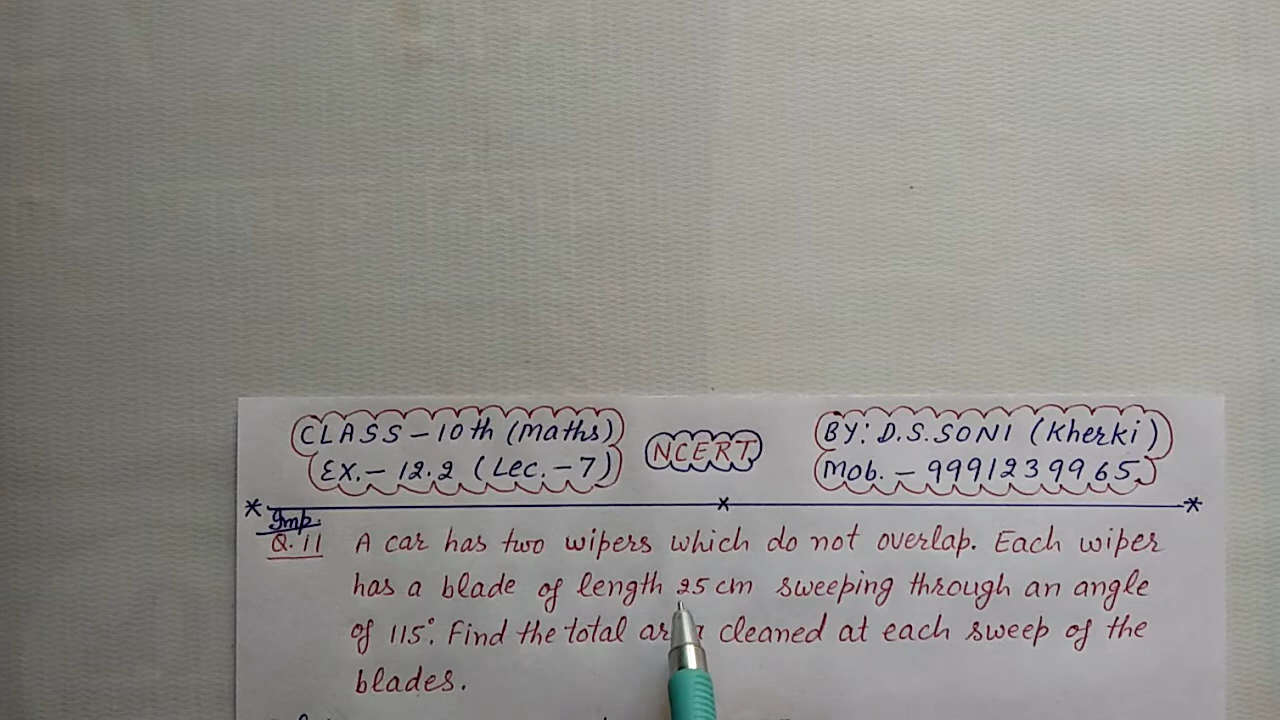 CLASS-10th (Maths)
EX.-12.2 (Lec.-7)
NCERT
BY: D.S.SONI (Kherki)
Mob. - 9991239965
Imp.
Q.11 A car has two wipers which do not overlap. Each wiper
has a blade of length 25 cm sweeping through an angle
of 115°. Find the total cleaned at each sweep of the
blades.